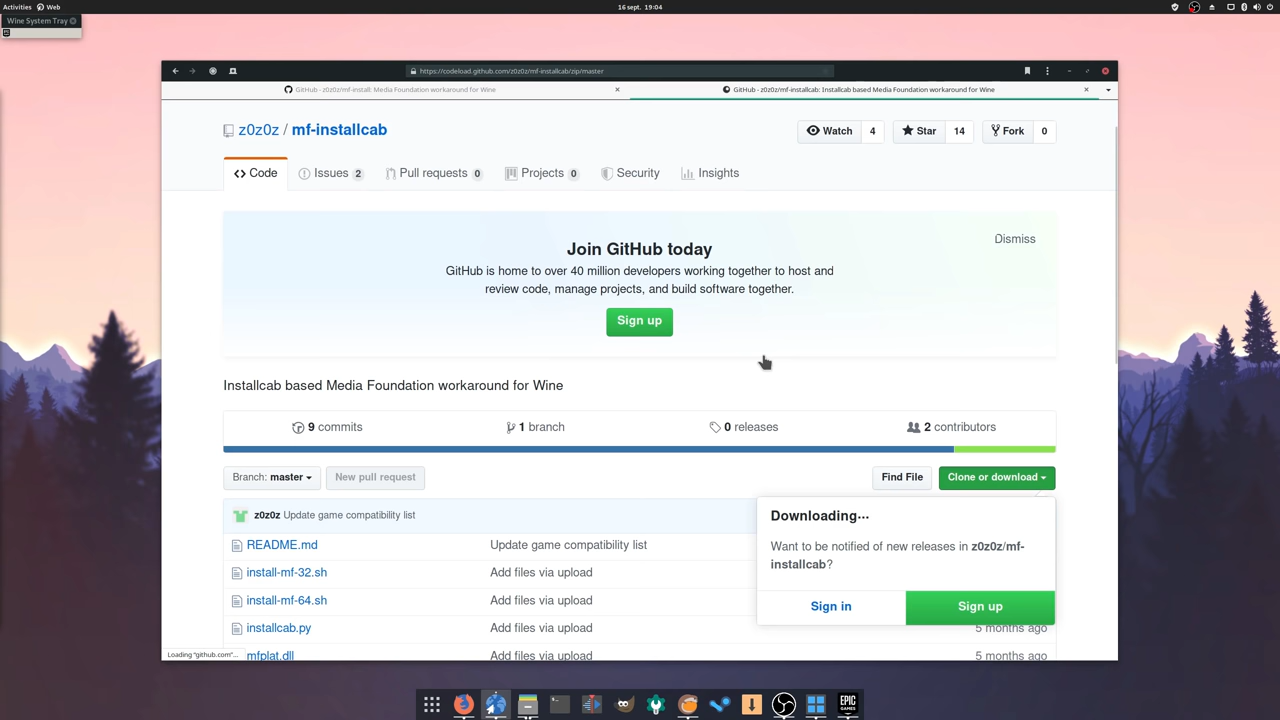 Activities Web 16 sept. 19:04
Wine System Tray
https://codeload.github.com/z0z0z/mf-installcab/zip/master
GitHub - z0z0z/mf-install: Media Foundation workaround for Wine
GitHub - z0z0z/mf-installcab: Installcab based Media Foundation workaround for Wine
z0z0z / mf-installcab
Watch 4 Star 14 Fork 0
Code Issues 2 Pull requests 0 Projects 0 Security Insights
Dismiss
Join GitHub today
GitHub is home to over 40 million developers working together to host and
review code, manage projects, and build software together.
Sign up
Installcab based Media Foundation workaround for Wine
9 commits 1 branch 0 releases 2 contributors
Branch: master New pull request Find File Clone or download
z0z0z Update game compatibility list
README.md Update game compatibility list
install-mf-32.sh Add files via upload
install-mf-64.sh Add files via upload
installcab.py Add files via upload 5 months ago
mfplat.dll Add files via upload
Downloading...
Want to be notified of new releases in z0z0z/mf-
installcab?
Sign in Sign up
Loading "github.com"...
EPIC
GAMES